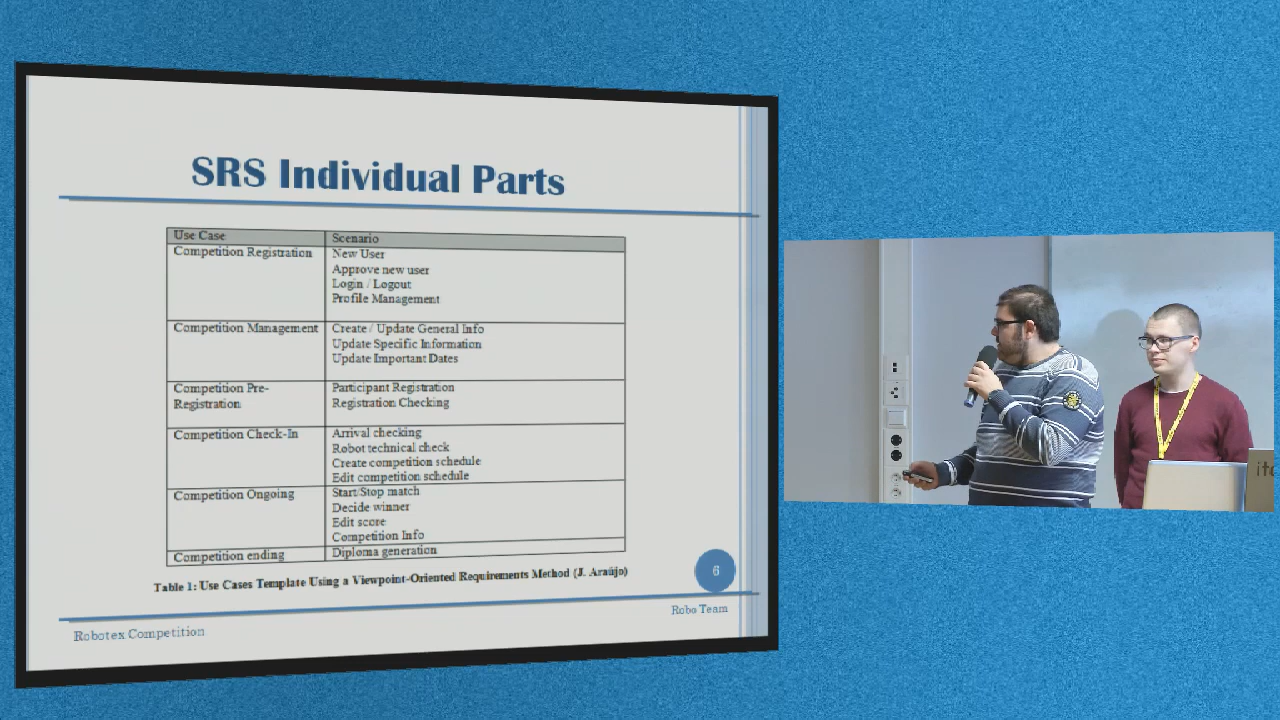 SRS Individual Parts
Use Case Scenario
Competition Registration New User
Approve new user
Login / Logout
Profile Management
Competition Management Create / Update General Info
Update Specific Information
Update Important Dates
Competition Pre- Participant Registration
Registration Registration Checking
Competition Check-In Arrival checking
Robot technical check
Create competition schedule
Edit competition schedule
Competition Ongoing Start/Stop match
Decide winner
Edit score
Competition Info
Competition ending Diploma generation
Table 1: Use Cases Template Using a Viewpoint-Oriented Requirements Method (J. Araújo)
6
Robo Team
Robotex Competition